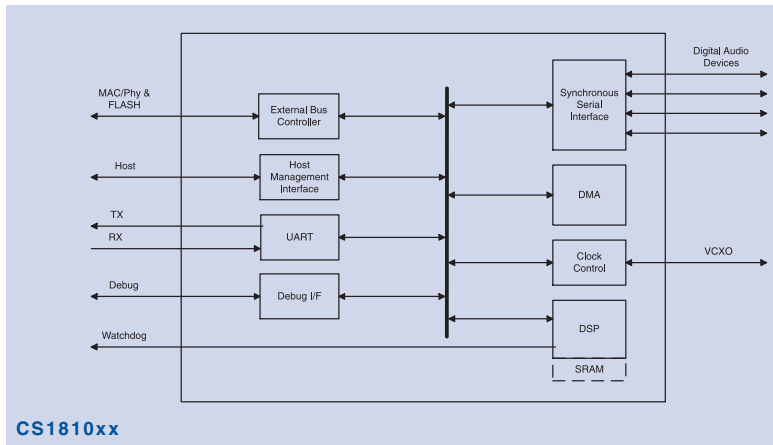 Digital Audio
Devices
MAC/Phy &
FLASH
External Bus
Controller
Synchronous
Serial
Interface
Host
Host
Management
Interface
DMA
TX
RX
UART
Clock
Control
VCXO
Debug
Debug I/F
DSP
Watchdog
SRAM
CS1810xx